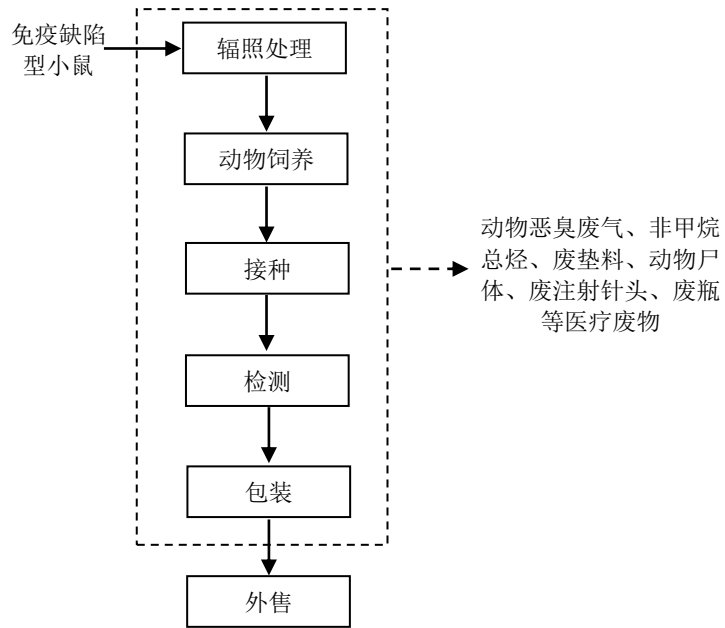 免疫缺陷
型小鼠
辐照处理
动物饲养
接种
检测
包装
外售
动物恶臭废气、非甲烷
总烃、废垫料、动物尸
体、废注射针头、废瓶
等医疗废物